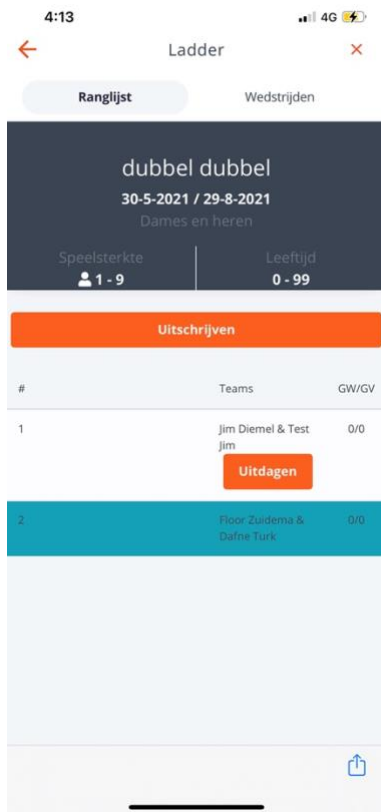 4:13
4G
Ladder
Ranglijst Wedstrijden
dubbel dubbel
30-5-2021 / 29-8-2021
Dames en heren
Speelsterkte Leeftijd
1 - 9 0 - 99
Uitschrijven
# Teams GW/GV
1 Jim Diemel & Test 0/0
Jim
Uitdagen
2 Floor Zuidema & 0/0
Dafne Turk